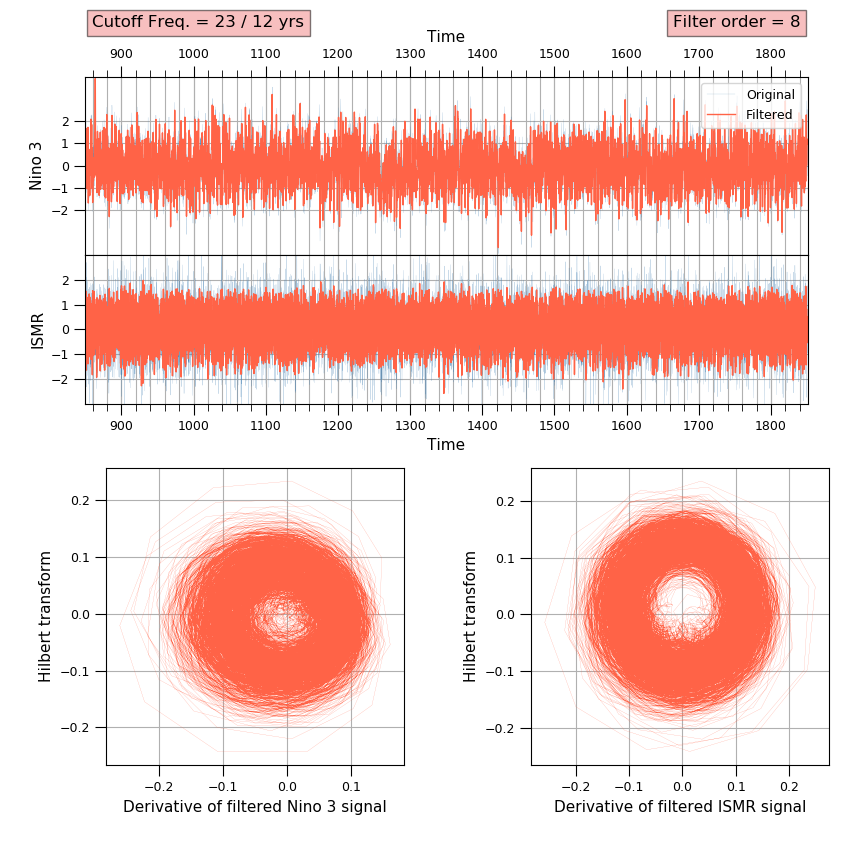 Cutoff Freq. = 23 / 12 yrs
Filter order = 8
Time
900 1000 1100 1200 1300 1400 1500 1600 1700 1800
Original
Filtered
Nino 3
2
1
0
−1
−2
ISMR
2
1
0
−1
−2
900 1000 1100 1200 1300 1400 1500 1600 1700 1800
Time
Hilbert transform
0.2
0.1
0.0
−0.1
−0.2
−0.2 −0.1 0.0 0.1
Derivative of filtered Nino 3 signal
Hilbert transform
0.2
0.1
0.0
−0.1
−0.2
−0.2 −0.1 0.0 0.1 0.2
Derivative of filtered ISMR signal